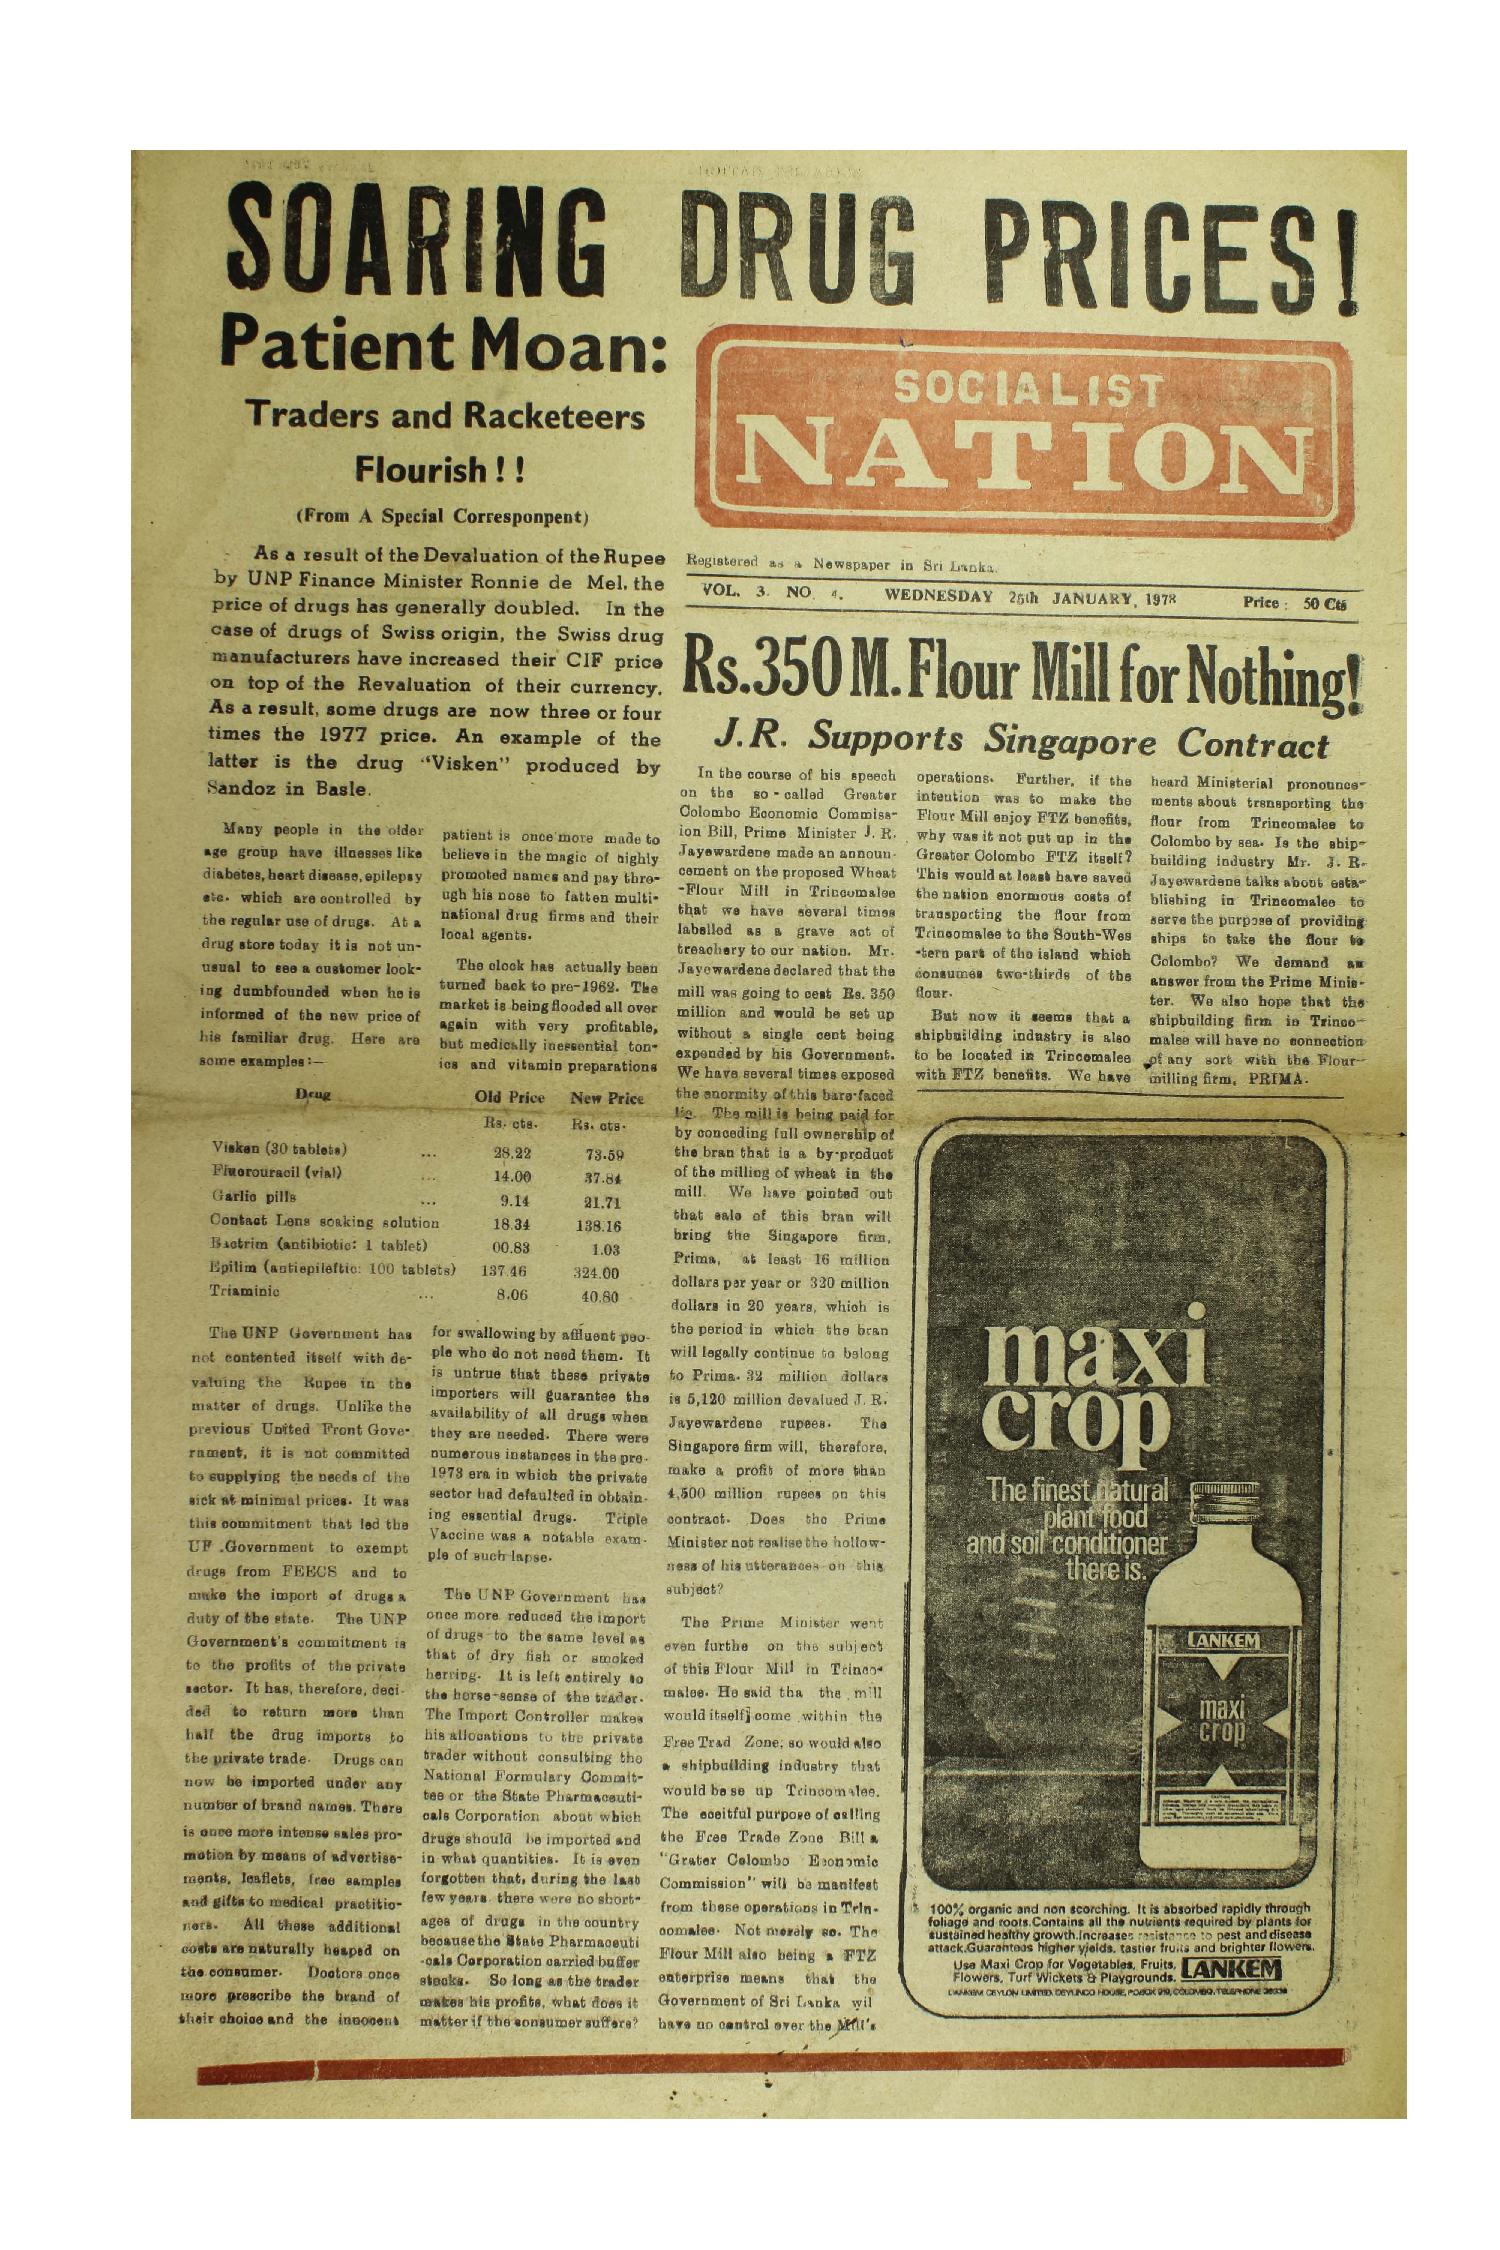 SOARING DRUG PRICES!
Patient Moan:
Traders and Racketeers
Flourish ! !
(From A Special Corresponpent)
As a result of the Devaluation of the Rupee
by UNP Finance Minister Ronnie de Mel, the
price of drugs has generally doubled. In the
case of drugs of Swiss origin, the Swiss drug
manufacturers have increased their CIF price
on top of the Revaluation of their currency.
As a result, some drugs are now three or four
times the 1977 price. An example of the
latter is the drug "Visken" produced by
Sandoz in Basle.
Many people in the older
age group have illnesses like
diabetes, heart disease, epilepsy
etc. which are controlled by
the regular use of drugs. At a
drug store today it is not un-
usual to see a customer look-
ing dumbfounded when he is
informed of the new price of
his familiar drug. Here are
some examples:—
patient is once more made to
believe in the magic of highly
promoted names and pay thro-
ugh his nose to fatten multi-
national drug firms and their
local agents.
The clock has actually been
turned back to pre-1962. The
market is being flooded all over
again with very profitable,
but medically inessential ton-
ics and vitamin preparations
Drug Old Price New Price
Rs. cts. Rs. cts.
Visken (30 tablets) ... 28.22 73.59
Fluorouracil (vial) ... 14.00 37.84
Garlic pills ... 9.14 21.71
Contact Lens soaking solution 18.34 138.16
Bactrim (antibiotic: 1 tablet) 00.83 1.03
Epilim (antiepileftic: 100 tablets) 137.46 324.00
Triaminic ... 8.06 40.80
The UNP Government has
not contented itself with de-
valuing the Rupee in the
matter of drugs. Unlike the
previous United Front Gove-
rnment, it is not committed
to supplying the needs of the
sick at minimal prices. It was
this commitment that led the
UF Government to exempt
drugs from FEECS and to
make the import of drugs a
duty of the state. The UNP
Government's commitment is
to the profits of the private
sector. It has, therefore, deci-
ded to return more than
half the drug imports to
the private trade. Drugs can
now be imported under any
number of brand names. There
is once more intense sales pro-
motion by means of advertise-
ments, leaflets, free samples
and gifts to medical practitio-
ners. All these additional
costs are naturally heaped on
the consumer. Doctors once
more prescribe the brand of
their choice and the innocent
for swallowing by affluent peo-
ple who do not need them. It
is untrue that these private
importers will guarantee the
availability of all drugs when
they are needed. There were
numerous instances in the pre-
1973 era in which the private
sector had defaulted in obtain-
ing essential drugs. Triple
Vaccine was a notable exam-
ple of such lapse.
The UNP Government has
once more reduced the import
of drugs to the same level as
that of dry fish or smoked
herring. It is left entirely to
the horse-sense of the trader.
The Import Controller makes
his allocations to the private
trader without consulting the
National Formulary Commit-
tee or the State Pharmaceuti-
cals Corporation about which
drugs should be imported and
in what quantities. It is even
forgotten that, during the last
few years there were no short-
ages of drugs in the country
because the State Pharmaceuti
-cals Corporation carried buffer
stocks. So long as the trader
makes his profits, what does it
matter if the consumer suffers?
SOCIALIST
NATION
Registered as a Newspaper in Sri Lanka.
VOL. 3. NO. 4. WEDNESDAY 25th JANUARY, 1978 Price : 50 Cts
Rs.350 M. Flour Mill for Nothing!
J.R. Supports Singapore Contract
In the course of his speech
on the so-called Greater
Colombo Economic Commiss-
ion Bill, Prime Minister J. R.
Jayewardene made an announ-
cement on the proposed Wheat
-Flour Mill in Trincomalee
that we have several times
labelled as a grave act of
treachery to our nation. Mr.
Jayewardene declared that the
mill was going to cost Rs. 350
million and would be set up
without a single cent being
expended by his Government.
We have several times exposed
the enormity of this bare-faced
lie. The mill is being paid for
by conceding full ownership of
the bran that is a by-product
of the milling of wheat in the
mill. We have pointed out
that sale of this bran will
bring the Singapore firm,
Prima, at least 16 million
dollars per year or 320 million
dollars in 20 years, which is
the period in which the bran
will legally continue to belong
to Prima. 32 million dollars
is 5,120 million devalued J. R.
Jayewardene rupees. The
Singapore firm will, therefore,
make a profit of more than
4,500 million rupees on this
contract. Does the Prime
Minister not realise the hollow-
ness of his utterances on this
subject?
The Prime Minister went
even furthe on the subject
of this Flour Mill in Trinco-
malee. He said tha the mill
would itself come within the
Free Trad Zone; so would also
a shipbuilding industry that
would be se up Trincomalee.
The eceitful purpose of calling
the Free Trade Zone Bill a
"Grater Colombo Economic
Commission" will be manifest
from these operations in Trin-
comalee. Not merely so. The
Flour Mill also being a FTZ
enterprise means that the
Government of Sri Lanka wil
have no control over the Mill's
operations. Further, if the
intention was to make the
Flour Mill enjoy FTZ benefits,
why was it not put up in the
Greater Colombo FTZ itself?
This would at least have saved
the nation enormous costs of
transporting the flour from
Trincomalee to the South-Wes
-tern part of the island which
consumes two-thirds of the
flour.
But now it seems that a
shipbuilding industry is also
to be located in Trincomalee
with FTZ benefits. We have
heard Ministerial pronounce-
ments about transporting the
flour from Trincomalee to
Colombo by sea. Is the ship-
building industry Mr. J. R.
Jayewardene talks about esta-
blishing in Trincomalee to
serve the purpose of providing
ships to take the flour to
Colombo? We demand an
answer from the Prime Minis-
ter. We also hope that the
shipbuilding firm in Trinco-
malee will have no connection
of any sort with the Flour-
milling firm, PRIMA.
maxi
crop
The finest natural
plant food
and soil conditioner
there is.
LANKEM
maxi
crop
100% organic and non scorching. It is absorbed rapidly through
foliage and roots. Contains all the nutrients required by plants for
sustained healthy growth. Increases resistance to pest and disease
attack. Guarantees higher yields, tastier fruits and brighter flowers.
Use Maxi Crop for Vegetables, Fruits,
Flowers, Turf Wickets & Playgrounds. LANKEM
LANKEM CEYLON LIMITED, CEYLINCO HOUSE, COLOMBO. TELEPHONE